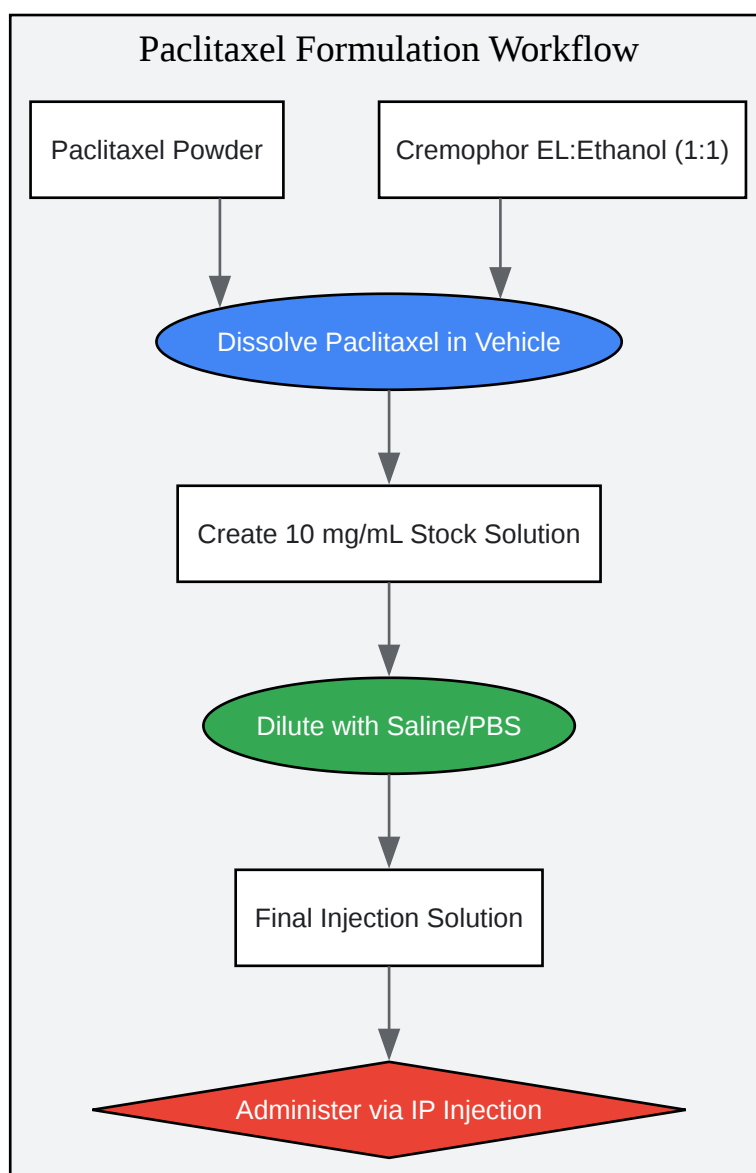 Paclitaxel Formulation Workflow
Paclitaxel Powder
Cremophor EL:Ethanol (1:1)
Dissolve Paclitaxel in Vehicle
Create 10 mg/mL Stock Solution
Dilute with Saline/PBS
Final Injection Solution
Administer via IP Injection